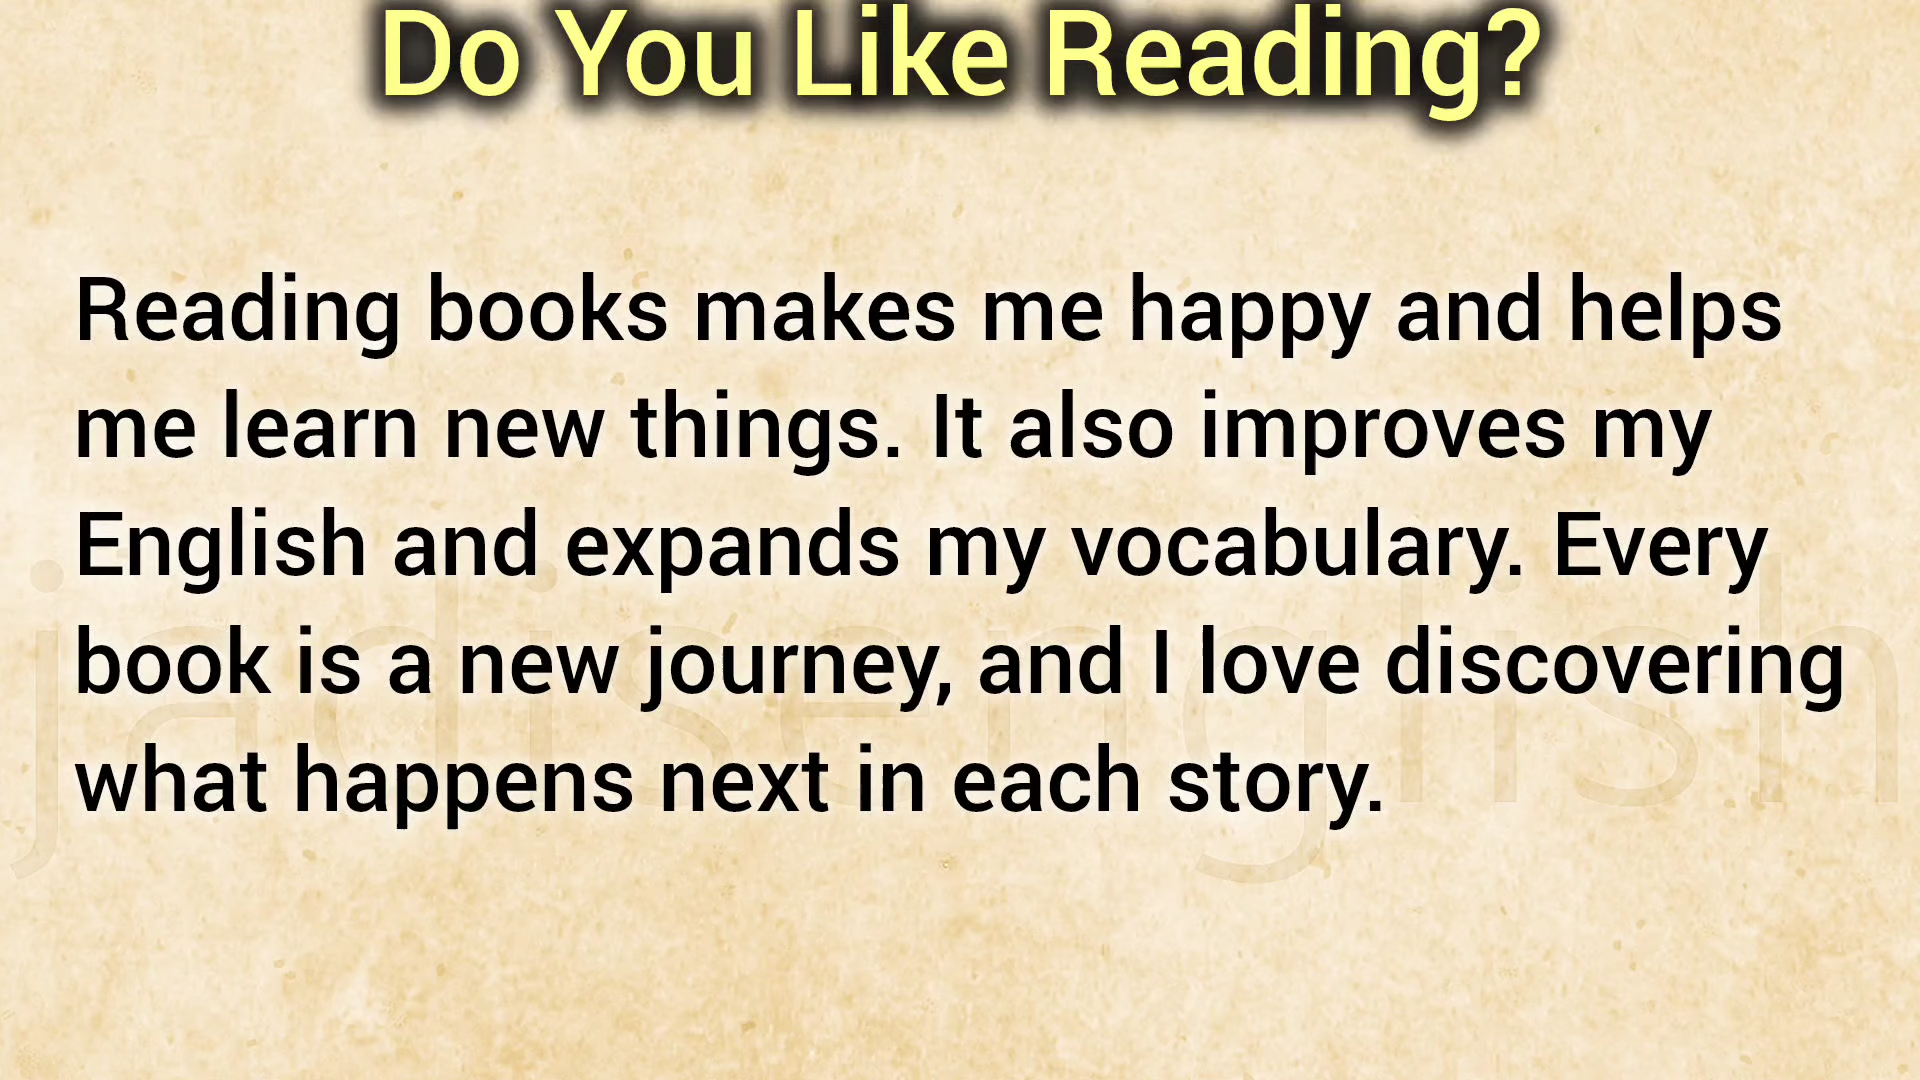 Do You Like Reading?
Reading books makes me happy and helps
me learn new things. It also improves my
English and expands my vocabulary. Every
book is a new journey, and I love discovering
what happens next in each story.
jadisenglish